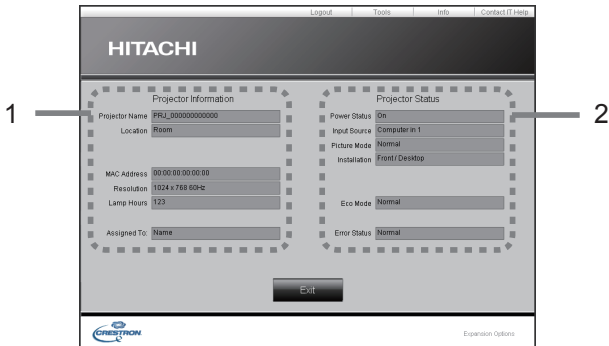 Logout Tools Info Contact IT Help
HITACHI
1
2
Projector Information
Projector Name PRJ_000000000000
Location Room
MAC Address 00:00:00:00:00:00
Resolution 1024 x 768 60Hz
Lamp Hours 123
Assigned To: Name
Projector Status
Power Status On
Input Source Computer in 1
Picture Mode Normal
Installation Front / Desktop
Eco Mode Normal
Error Status Normal
Exit
CRESTRON
Expansion Options